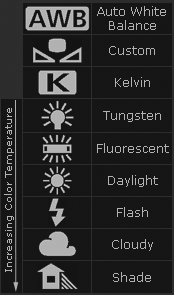 AWB
Auto White
Balance
Custom
K
Kelvin
Tungsten
Fluorescent
Daylight
Flash
Cloudy
Shade
Increasing Color Temperature